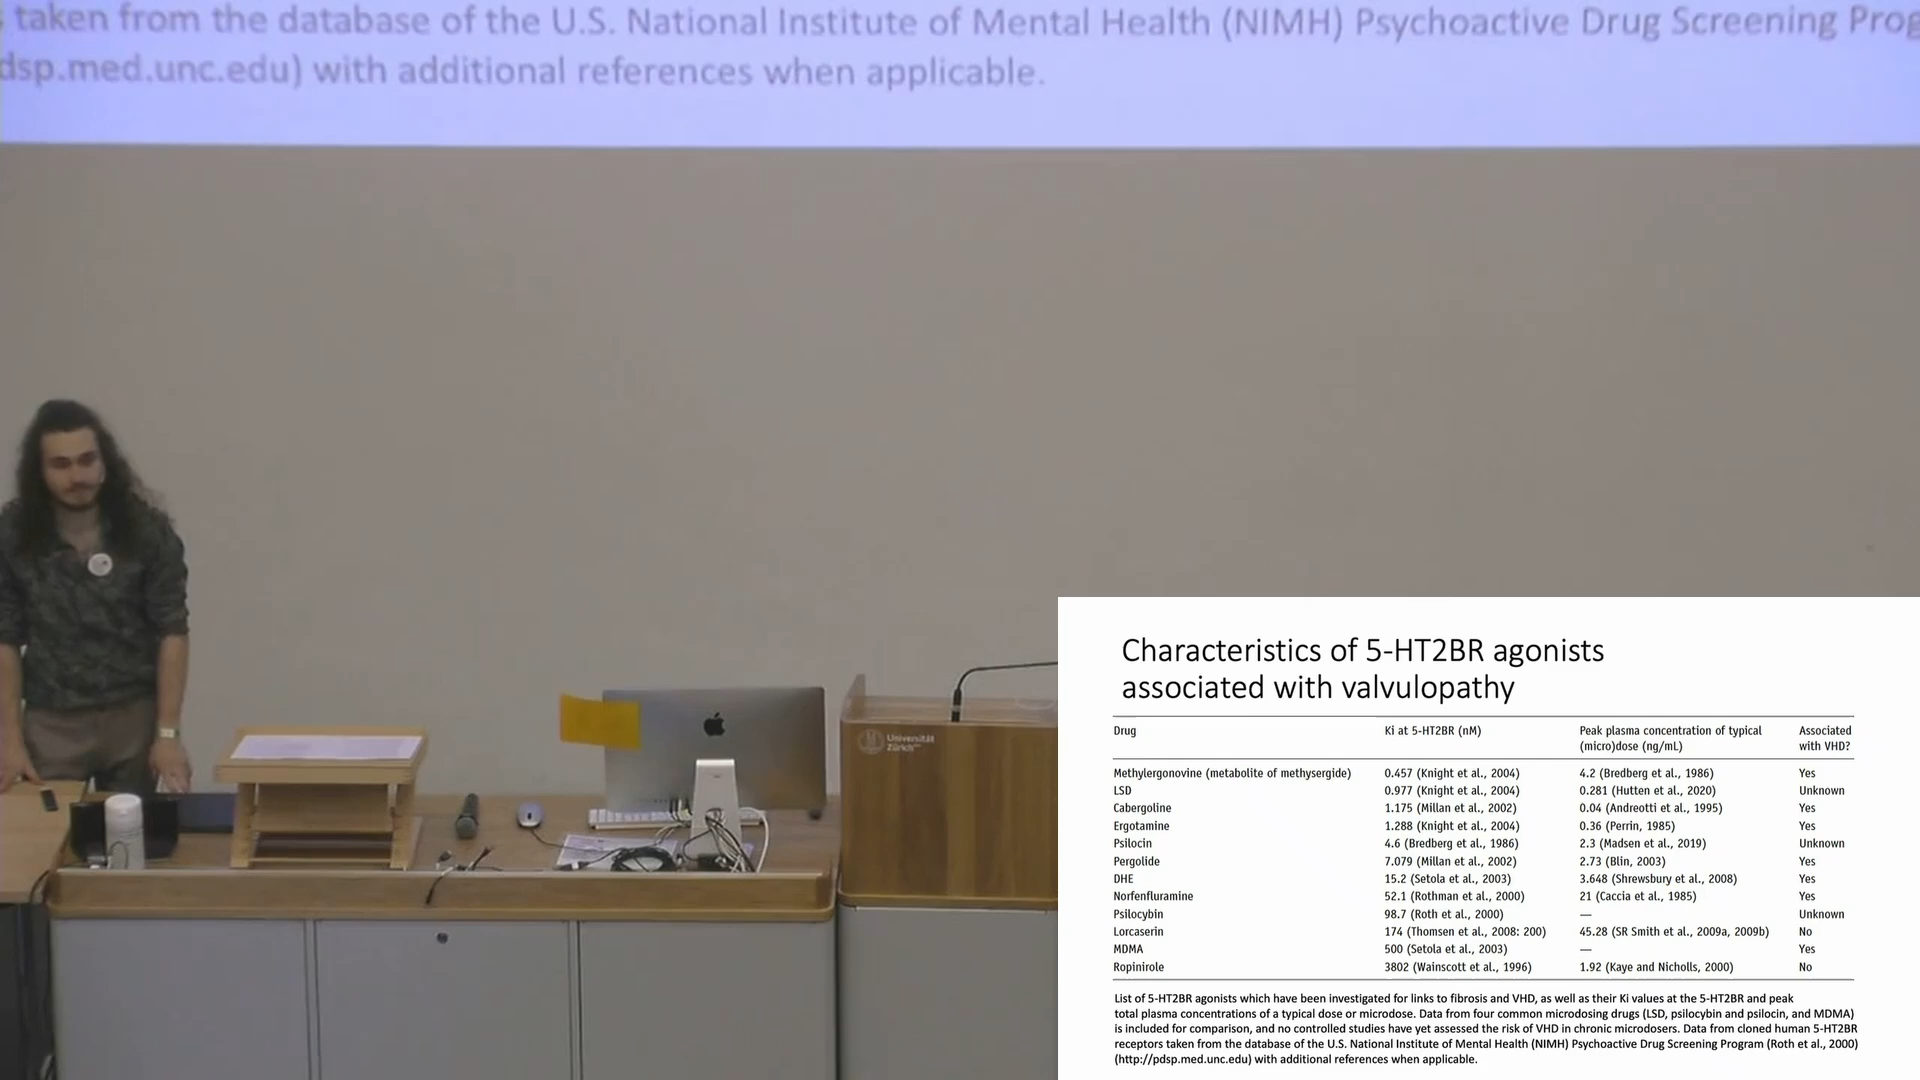 taken from the database of the U.S. National Institute of Mental Health (NIMH) Psychoactive Drug Screening Prog
dsp.med.unc.edu) with additional references when applicable.
Universität
Zürich
Characteristics of 5-HT2BR agonists
associated with valvulopathy
Drug Ki at 5-HT2BR (nM) Peak plasma concentration of typical (micro)dose (ng/mL) Associated with VHD?
Methylergonovine (metabolite of methysergide) 0.457 (Knight et al., 2004) 4.2 (Bredberg et al., 1986) Yes
LSD 0.977 (Knight et al., 2004) 0.281 (Hutten et al., 2020) Unknown
Cabergoline 1.175 (Millan et al., 2002) 0.04 (Andreotti et al., 1995) Yes
Ergotamine 1.288 (Knight et al., 2004) 0.36 (Perrin, 1985) Yes
Psilocin 4.6 (Bredberg et al., 1986) 2.3 (Madsen et al., 2019) Unknown
Pergolide 7.079 (Millan et al., 2002) 2.73 (Blin, 2003) Yes
DHE 15.2 (Setola et al., 2003) 3.648 (Shrewsbury et al., 2008) Yes
Norfenfluramine 52.1 (Rothman et al., 2000) 21 (Caccia et al., 1985) Yes
Psilocybin 98.7 (Roth et al., 2000) — Unknown
Lorcaserin 174 (Thomsen et al., 2008: 200) 45.28 (SR Smith et al., 2009a, 2009b) No
MDMA 500 (Setola et al., 2003) — Yes
Ropinirole 3802 (Wainscott et al., 1996) 1.92 (Kaye and Nicholls, 2000) No
List of 5-HT2BR agonists which have been investigated for links to fibrosis and VHD, as well as their Ki values at the 5-HT2BR and peak
total plasma concentrations of a typical dose or microdose. Data from four common microdosing drugs (LSD, psilocybin and psilocin, and MDMA)
is included for comparison, and no controlled studies have yet assessed the risk of VHD in chronic microdosers. Data from cloned human 5-HT2BR
receptors taken from the database of the U.S. National Institute of Mental Health (NIMH) Psychoactive Drug Screening Program (Roth et al., 2000)
(http://pdsp.med.unc.edu) with additional references when applicable.